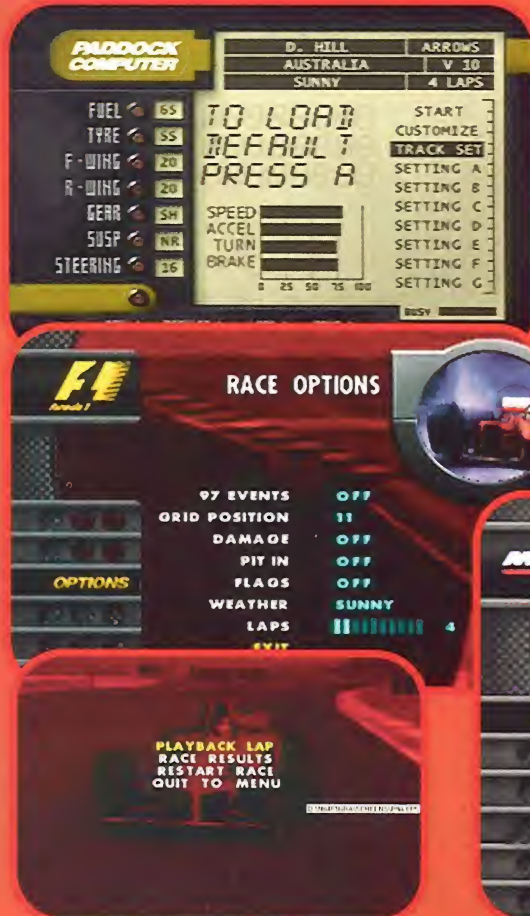 PADDOCK
COMPUTER
D. HILL ARROWS
AUSTRALIA V 10
SUNNY 4 LAPS
FUEL 65
TYRE SS
F-WING 20
R-WING 20
GEAR SH
SUSP NR
STEERING 16
TO LOAD
DEFAULT
PRESS A
SPEED
ACCEL
TURN
BRAKE
0 25 50 75 100
START
CUSTOMIZE
TRACK SET
SETTING A
SETTING B
SETTING C
SETTING D
SETTING E
SETTING F
SETTING G
BUSY
F1
Formula 1
RACE OPTIONS
97 EVENTS OFF
GRID POSITION 11
DAMAGE OFF
PIT IN OFF
FLAGS OFF
WEATHER SUNNY
LAPS 4
EXIT
OPTIONS
PLAYBACK LAP
RACE RESULTS
RESTART RACE
QUIT TO MENU